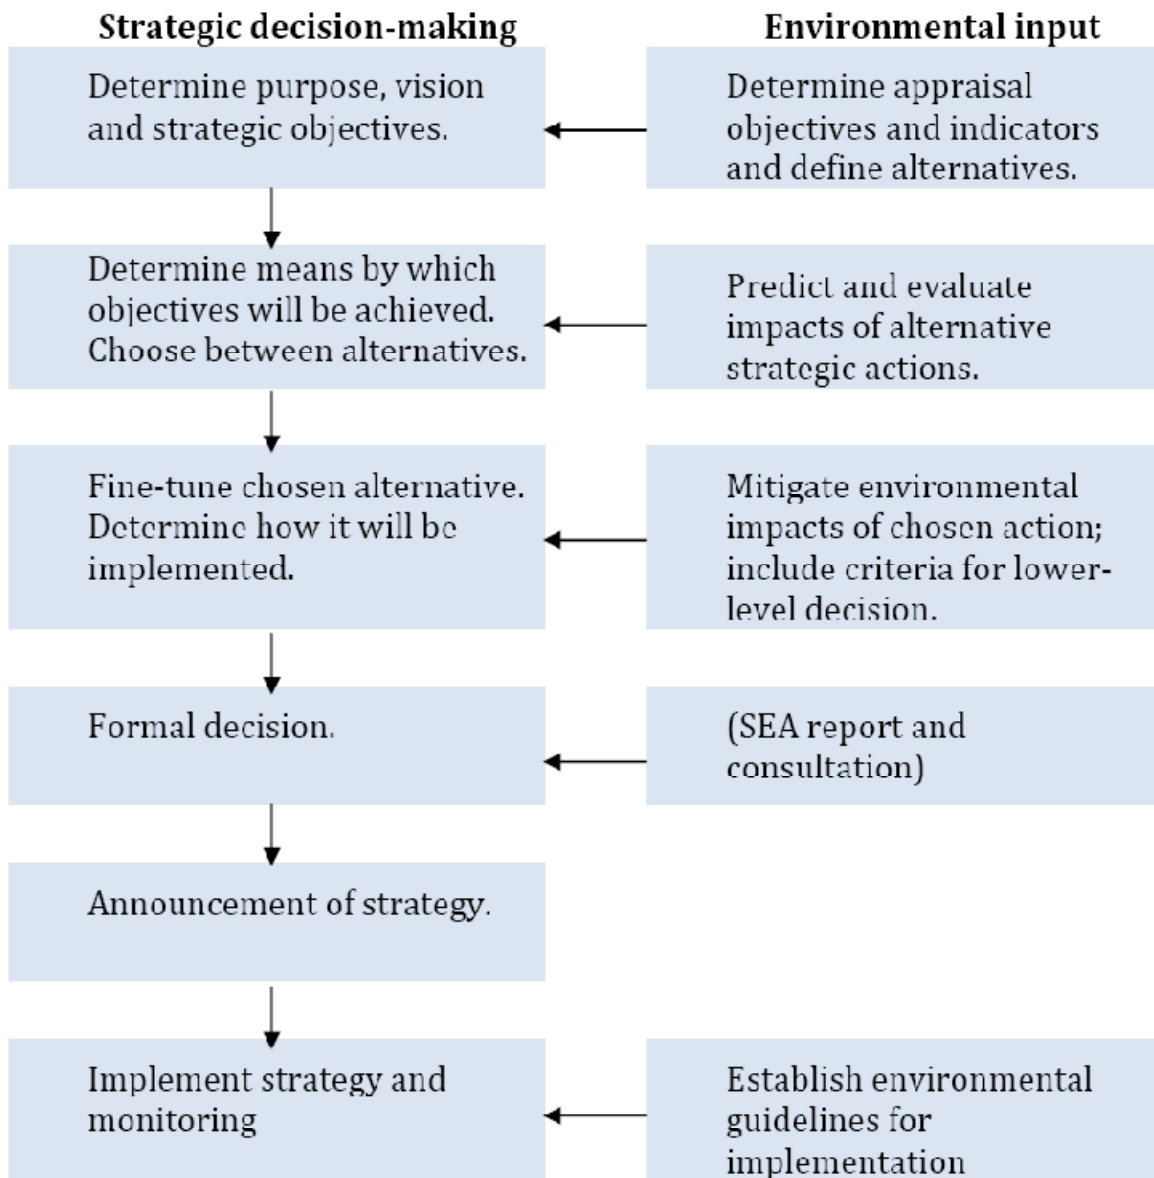 Strategic decision-making
Environmental input
Determine purpose, vision
and strategic objectives.
Determine appraisal
objectives and indicators
and define alternatives.
Determine means by which
objectives will be achieved.
Choose between alternatives.
Predict and evaluate
impacts of alternative
strategic actions.
Fine-tune chosen alternative.
Determine how it will be
implemented.
Mitigate environmental
impacts of chosen action;
include criteria for lower-
level decision.
Formal decision.
(SEA report and
consultation)
Announcement of strategy.
Implement strategy and
monitoring
Establish environmental
guidelines for
implementation